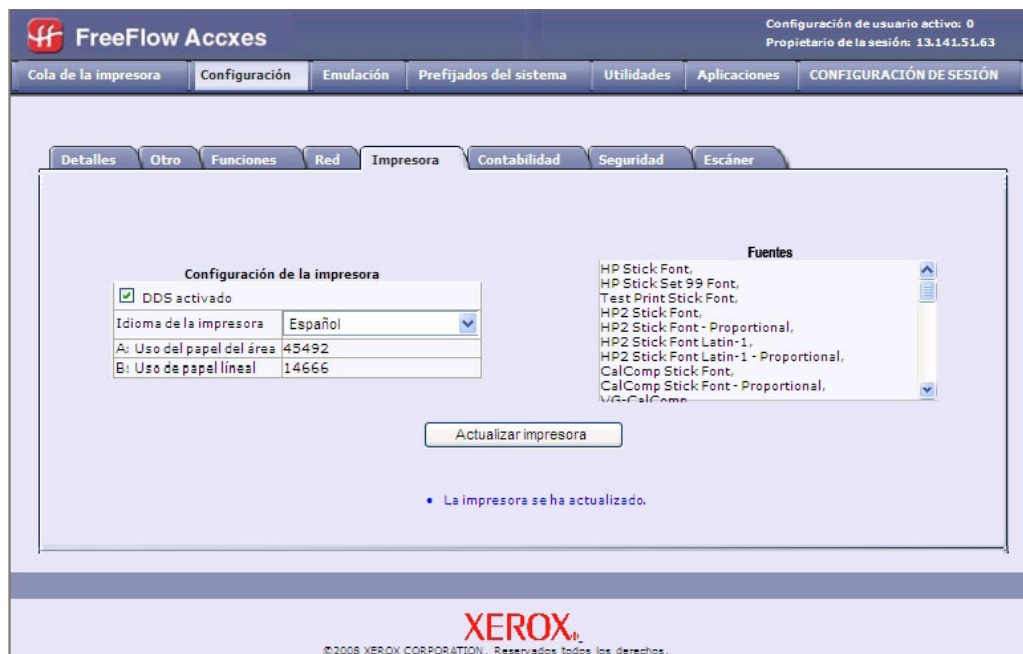 FreeFlow Accxes
Configuración de usuario activo: 0
Propietario de la sesión: 13.141.51.63
Cola de la impresora Configuración Emulación Prefijados del sistema Utilidades Aplicaciones CONFIGURACIÓN DE SESIÓN
Detalles Otro Funciones Red Impresora Contabilidad Seguridad Escáner
Configuración de la impresora
DDS activado
Idioma de la impresora Español
A: Uso del papel del área 45492
B: Uso de papel líneal 14666
Fuentes
HP Stick Font,
HP Stick Set 99 Font,
Test Print Stick Font,
HP2 Stick Font,
HP2 Stick Font - Proportional,
HP2 Stick Font Latin-1,
HP2 Stick Font Latin-1 - Proportional,
CalComp Stick Font,
CalComp Stick Font - Proportional,
VG-CalComp
Actualizar impresora
• La impresora se ha actualizado.
XEROX®
©2008 XEROX CORPORATION. Reservados todos los derechos.